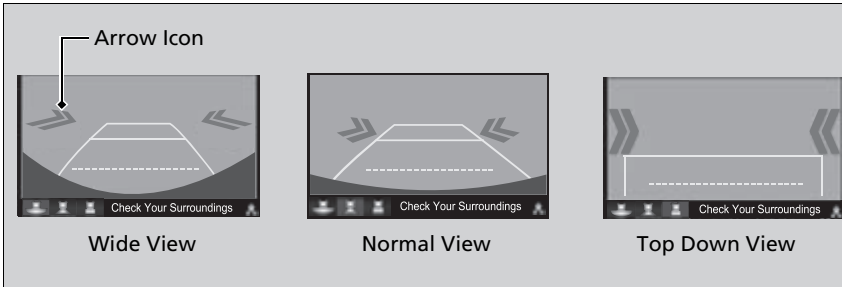 Arrow Icon
Check Your Surroundings
Check Your Surroundings
Check Your Surroundings
Wide View
Normal View
Top Down View